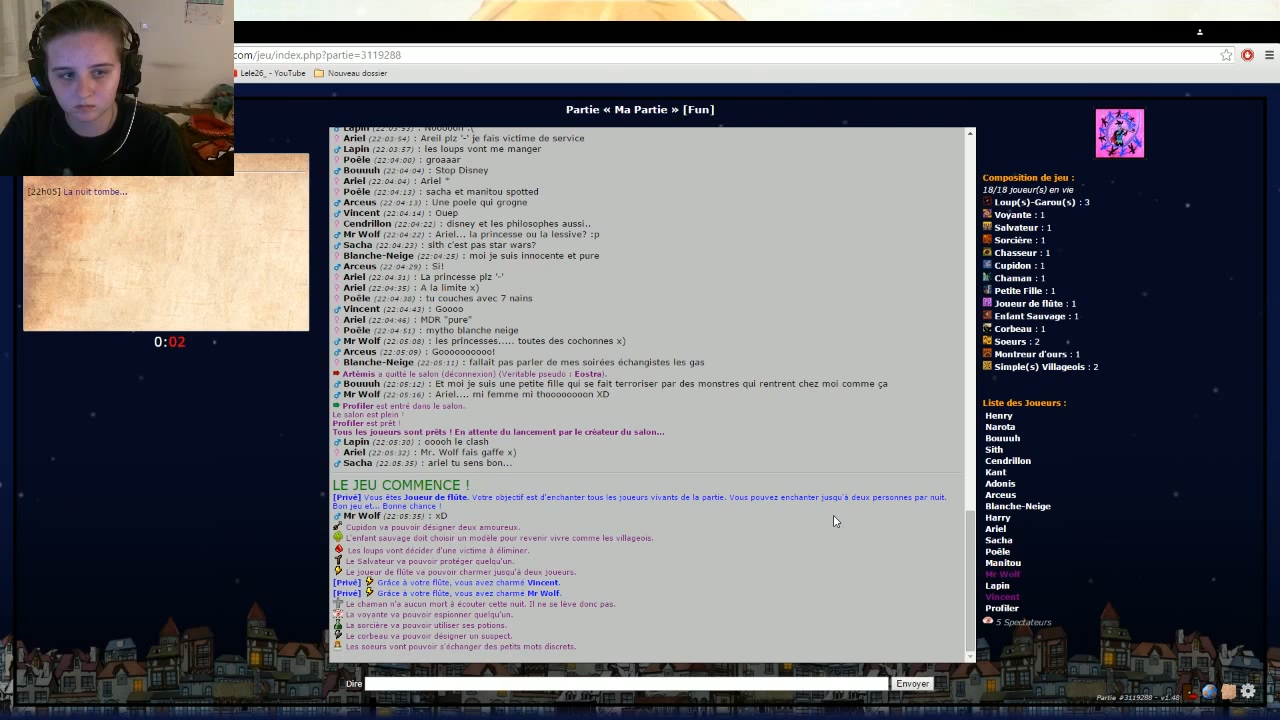 com/jeu/index.php?partie=3119288
Lele26_ - YouTube
Nouveau dossier
Partie « Ma Partie » [Fun]
[22h05] La nuit tombe...
0:02
Lapin (22:03:53) : Nooooon :(
Ariel (22:03:54) : Areil plz '-' je fais victime de service
Lapin (22:03:57) : les loups vont me manger
Poêle (22:04:00) : groaaar
Bouuuh (22:04:04) : Stop Disney
Ariel (22:04:04) : Ariel *
Poêle (22:04:13) : sacha et manitou spotted
Arceus (22:04:13) : Une poele qui grogne
Vincent (22:04:14) : Ouep
Cendrillon (22:04:22) : disney et les philosophes aussi..
Mr Wolf (22:04:22) : Ariel... la princesse ou la lessive? :p
Sacha (22:04:23) : sith c'est pas star wars?
Blanche-Neige (22:04:25) : moi je suis innocente et pure
Arceus (22:04:29) : Si!
Ariel (22:04:31) : La princesse plz '-'
Ariel (22:04:35) : A la limite x)
Poêle (22:04:38) : tu couches avec 7 nains
Vincent (22:04:43) : Goooo
Ariel (22:04:46) : MDR "pure"
Poêle (22:04:51) : mytho blanche neige
Mr Wolf (22:05:08) : les princesses..... toutes des cochonnes x)
Arceus (22:05:09) : Goooooooooo!
Blanche-Neige (22:05:11) : fallait pas parler de mes soirées échangistes les gas
Artémis a quitté le salon (déconnexion) (Veritable pseudo : Eostra).
Bouuuh (22:05:12) : Et moi je suis une petite fille qui se fait terroriser par des monstres qui rentrent chez moi comme ça
Mr Wolf (22:05:16) : Ariel.... mi femme mi thooooooooon XD
Profiler est entré dans le salon.
Le salon est plein !
Profiler est prêt !
Tous les joueurs sont prêts ! En attente du lancement par le créateur du salon...
Lapin (22:05:30) : ooooh le clash
Ariel (22:05:32) : Mr. Wolf fais gaffe x)
Sacha (22:05:35) : ariel tu sens bon...
LE JEU COMMENCE !
[Privé] Vous êtes Joueur de flûte. Votre objectif est d'enchanter tous les joueurs vivants de la partie. Vous pouvez enchanter jusqu'à deux personnes par nuit.
Bon jeu et... Bonne chance !
Mr Wolf (22:05:35) : xD
Cupidon va pouvoir désigner deux amoureux.
L'enfant sauvage doit choisir un modèle pour revenir vivre comme les villageois.
Les loups vont décider d'une victime à éliminer.
Le Salvateur va pouvoir protéger quelqu'un.
Le joueur de flûte va pouvoir charmer jusqu'à deux joueurs.
[Privé] Grâce à votre flûte, vous avez charmé Vincent.
[Privé] Grâce à votre flûte, vous avez charmé Mr Wolf.
Le chaman n'a aucun mort à écouter cette nuit. Il ne se lève donc pas.
La voyante va pouvoir espionner quelqu'un.
La sorcière va pouvoir utiliser ses potions.
Le corbeau va pouvoir désigner un suspect.
Les soeurs vont pouvoir s'échanger des petits mots discrets.
Dire
Envoyer
Composition de jeu :
18/18 joueur(s) en vie
Loup(s)-Garou(s) : 3
Voyante : 1
Salvateur : 1
Sorcière : 1
Chasseur : 1
Cupidon : 1
Chaman : 1
Petite Fille : 1
Joueur de flûte : 1
Enfant Sauvage : 1
Corbeau : 1
Soeurs : 2
Montreur d'ours : 1
Simple(s) Villageois : 2
Liste des Joueurs :
Henry
Narota
Bouuuh
Sith
Cendrillon
Kant
Adonis
Arceus
Blanche-Neige
Harry
Ariel
Sacha
Poêle
Manitou
Mr Wolf
Lapin
Vincent
Profiler
5 Spectateurs
Partie #3119288 - v1.48